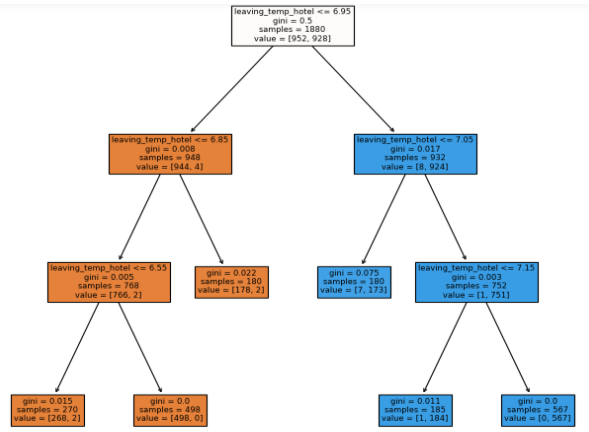 leaving_temp_hotel <= 6.95
gini = 0.5
samples = 1880
value = [952, 928]
leaving_temp_hotel <= 6.85
gini = 0.008
samples = 948
value = [944, 4]
leaving_temp_hotel <= 7.05
gini = 0.017
samples = 932
value = [8, 924]
leaving_temp_hotel <= 6.55
gini = 0.005
samples = 768
value = [766, 2]
gini = 0.022
samples = 180
value = [178, 2]
gini = 0.075
samples = 180
value = [7, 173]
leaving_temp_hotel <= 7.15
gini = 0.003
samples = 752
value = [1, 751]
gini = 0.015
samples = 270
value = [268, 2]
gini = 0.0
samples = 498
value = [498, 0]
gini = 0.011
samples = 185
value = [1, 184]
gini = 0.0
samples = 567
value = [0, 567]